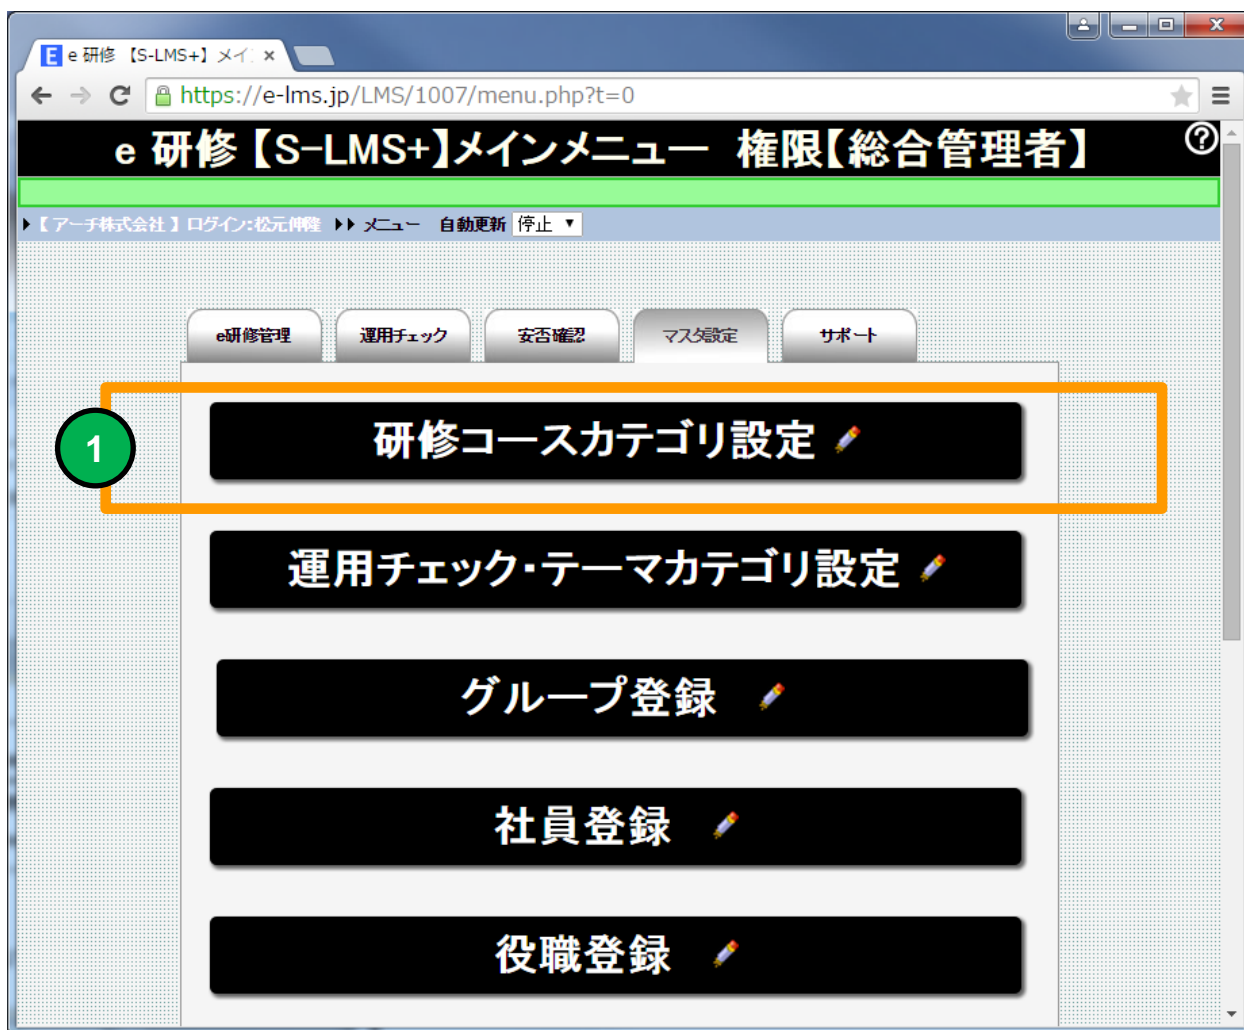 e 研修 【S-LMS+】メイン
https://e-lms.jp/LMS/1007/menu.php?t=0
e 研修【S-LMS+】メインメニュー 権限【総合管理者】
【 アーチ株式会社 】ログイン:松元伸隆 メニュー 自動更新 停止
e研修管理 運用チェック 安否確認 マスタ設定 サポート
1
研修コースカテゴリ設定
運用チェック・テーマカテゴリ設定
グループ登録
社員登録
役職登録